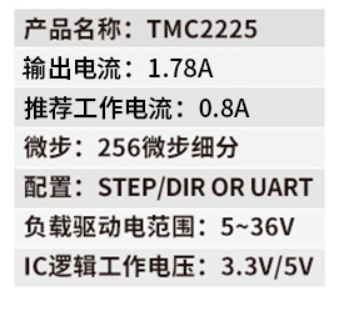 产品名称：TMC2225
输出电流：1.78A
推荐工作电流：0.8A
微步：256微步细分
配置：STEP/DIR OR UART
负载驱动电范围：5~36V
IC逻辑工作电压：3.3V/5V